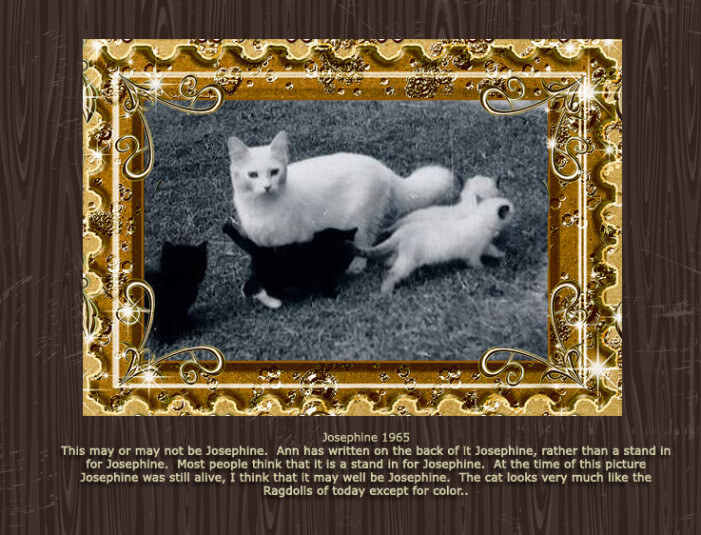 Josephine 1965
This may or may not be Josephine.  Ann has written on the back of it Josephine, rather than a stand in
for Josephine.  Most people think that it is a stand in for Josephine.  At the time of this picture
Josephine was still alive, I think that it may well be Josephine.  The cat looks very much like the
Ragdolls of today except for color..